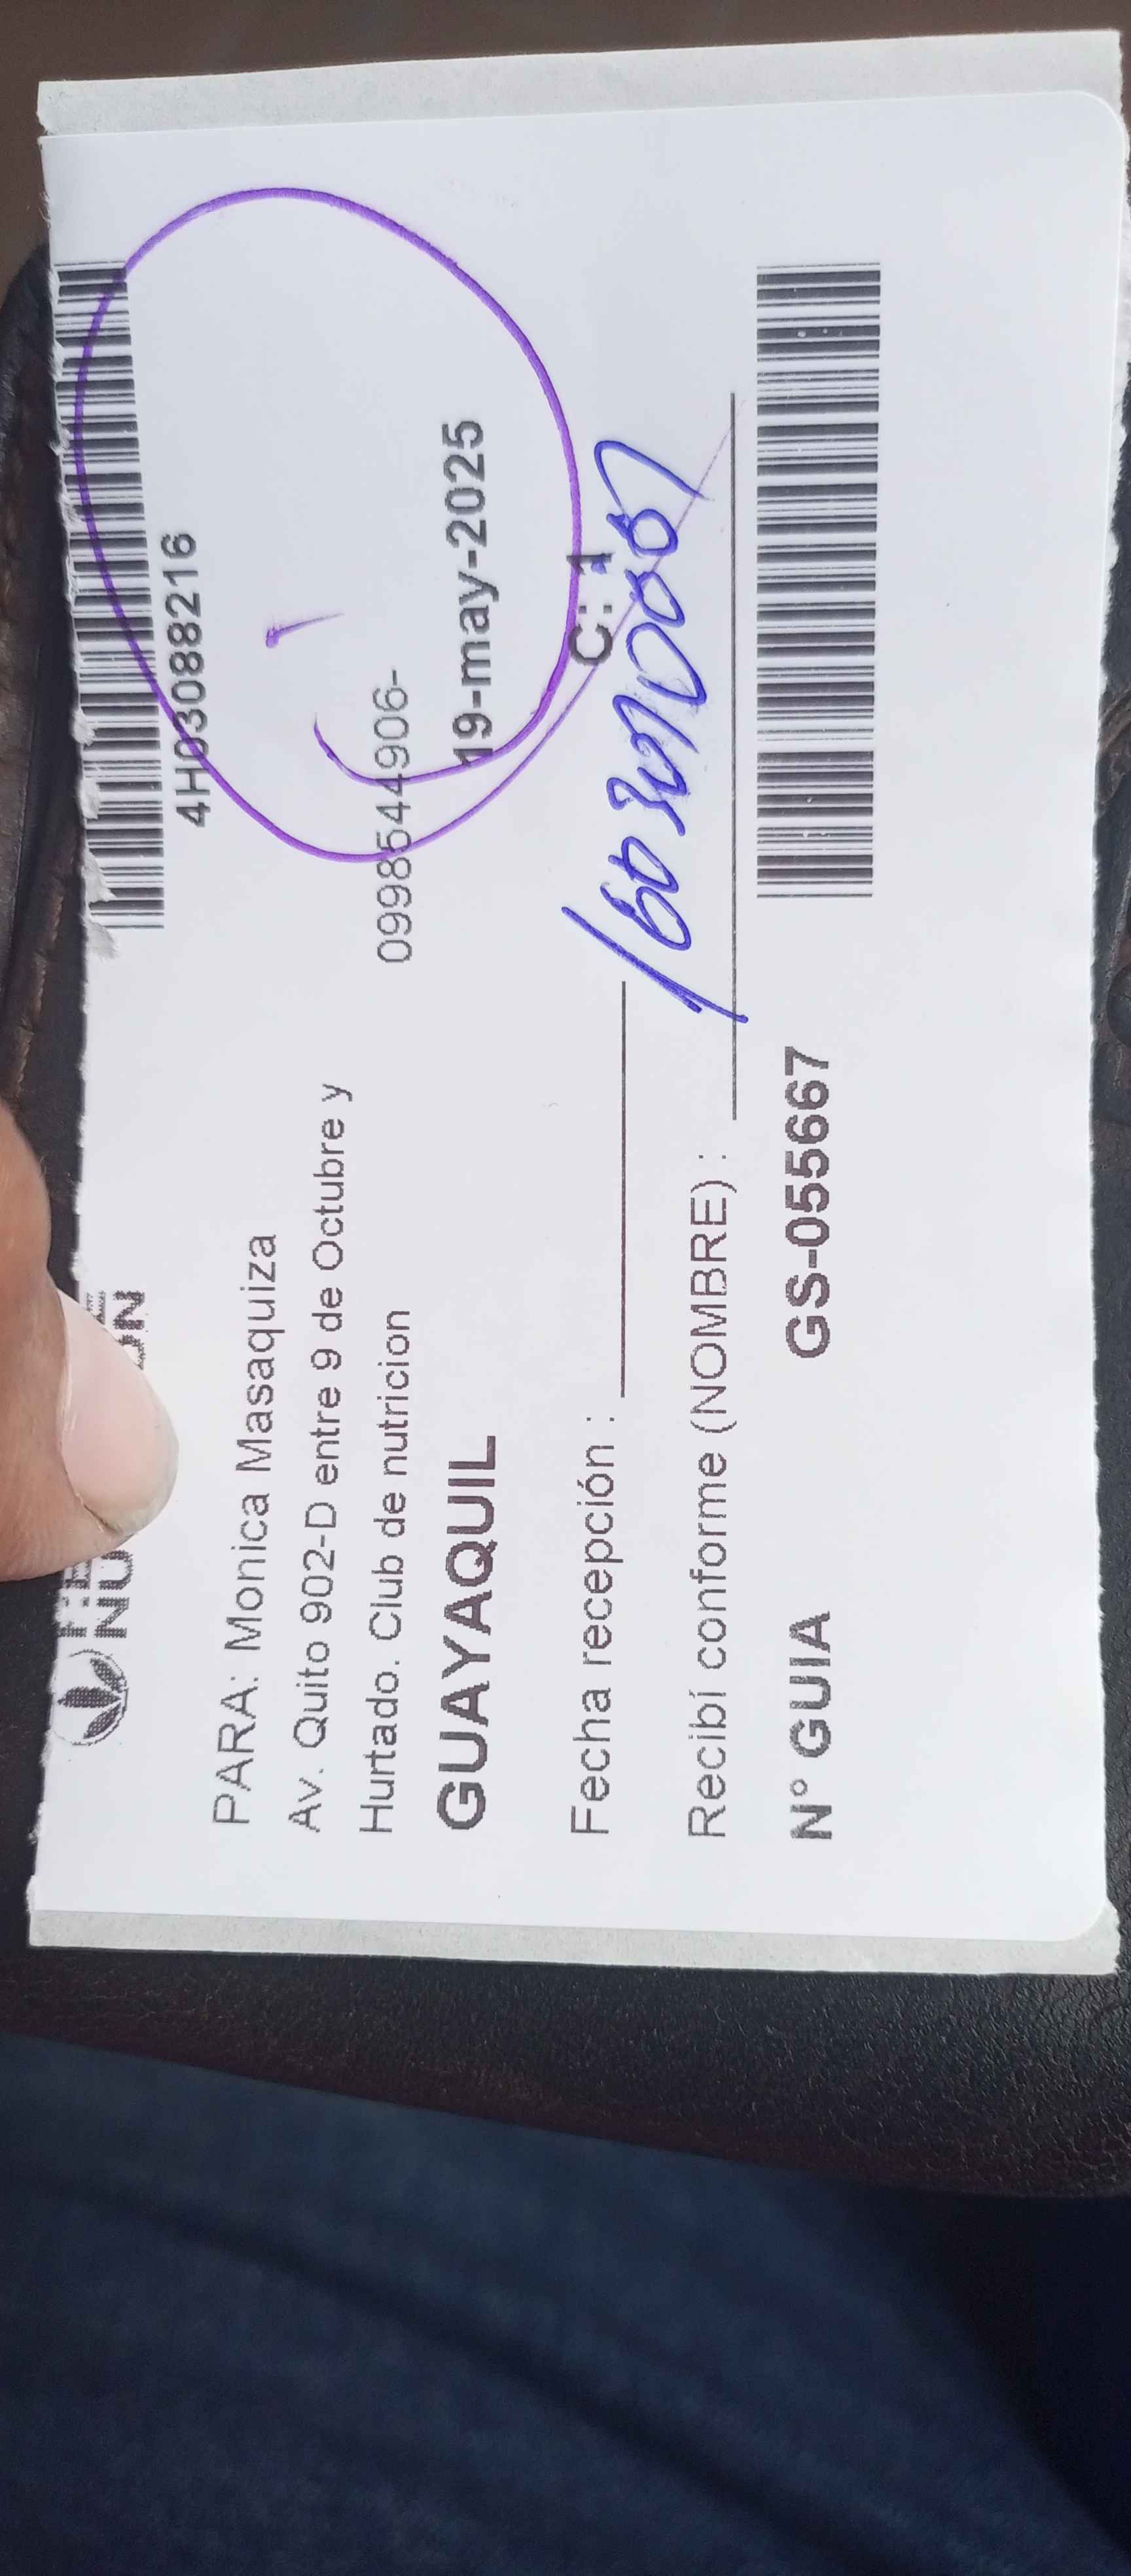 4H03088216
PARA: Monica Masaquiza
Av. Quito 902-D entre 9 de Octubre y
Hurtado. Club de nutricion 0998544906-
GUAYAQUIL 19-may-2025
Fecha recepción : C: 1
Recibí conforme (NOMBRE) :
N° GUIA GS-055667